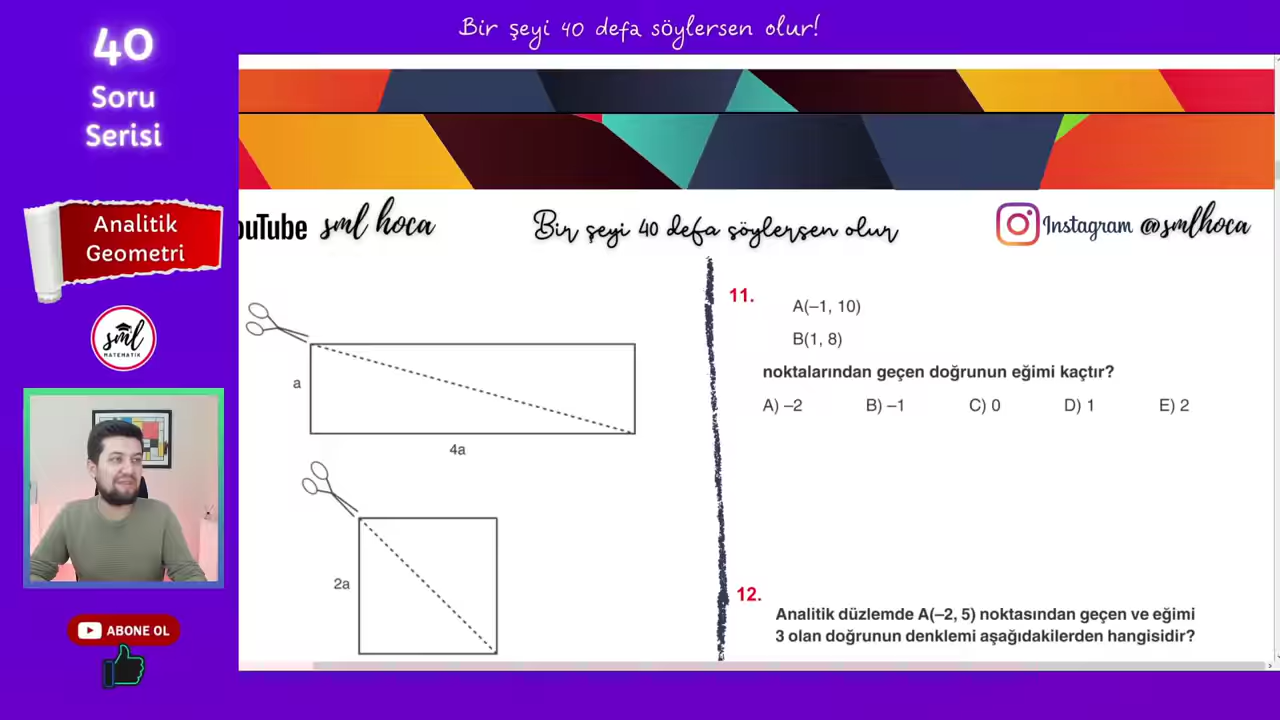 Bir şeyi 40 defa söylersen olur!
40
Soru
Serisi
Analitik
Geometri
sml
MATEMATİK
ABONE OL
ouTube sml hoca
Bir şeyi 40 defa söylersen olur
Instagram @smlhoca
a
4a
2a
11.
A(–1, 10)
B(1, 8)
noktalarından geçen doğrunun eğimi kaçtır?
A) –2 B) –1 C) 0 D) 1 E) 2
12.
Analitik düzlemde A(–2, 5) noktasından geçen ve eğimi
3 olan doğrunun denklemi aşağıdakilerden hangisidir?